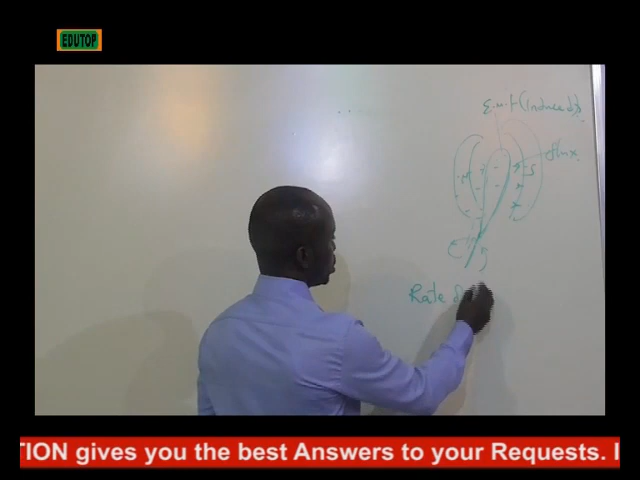 EDUTOP
E.m.f (Induced)
flux
N
S
Rate
TION gives you the best Answers to your Requests. I